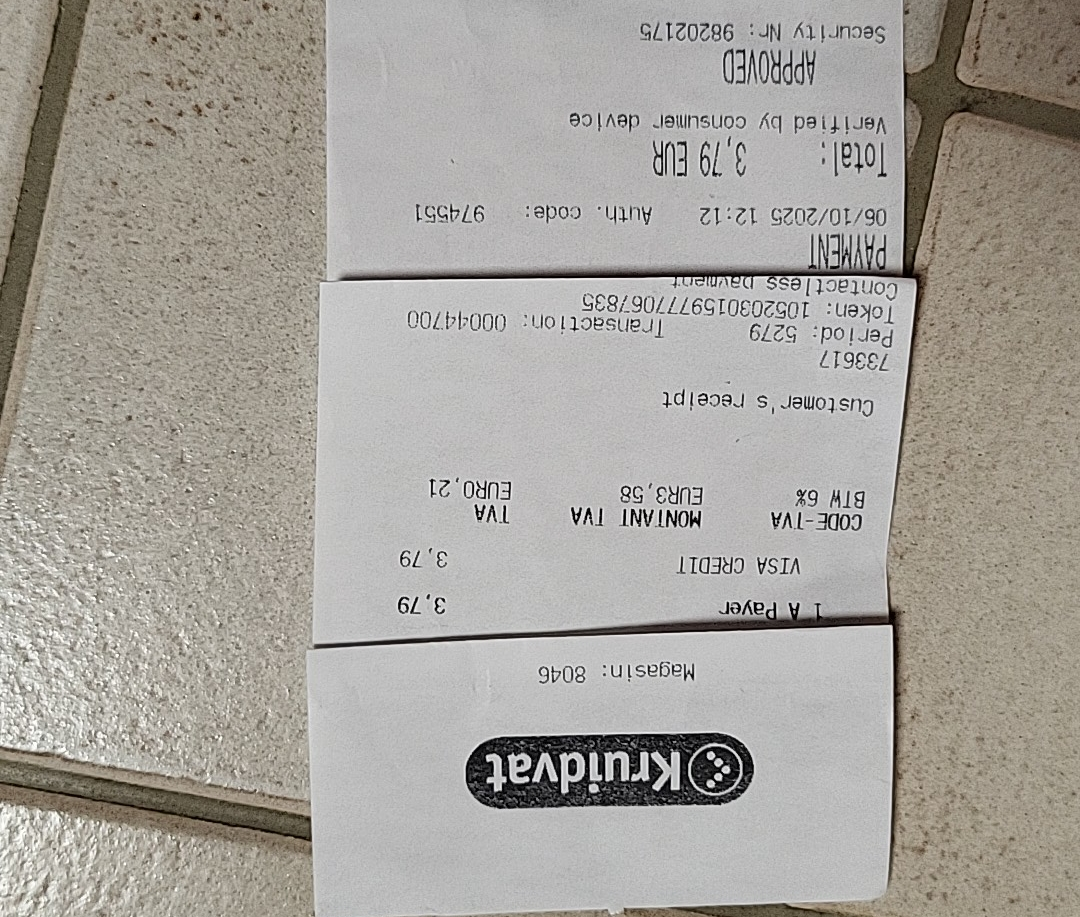 Kruidvat
Magasin: 8046
1 A Payer 3,79
VISA CREDIT 3,79
CODE-TVA MONTANT TVA TVA
BTW 6% EUR3,58 EUR0,21
Customer's receipt
733617
Period: 5279 Transaction: 00044700
Token: 1052030159777067835
Contactless payment
PAYMENT
06/10/2025 12:12 Auth. code: 974551
Total: 3,79 EUR
Verified by consumer device
APPROVED
Security Nr: 98202175